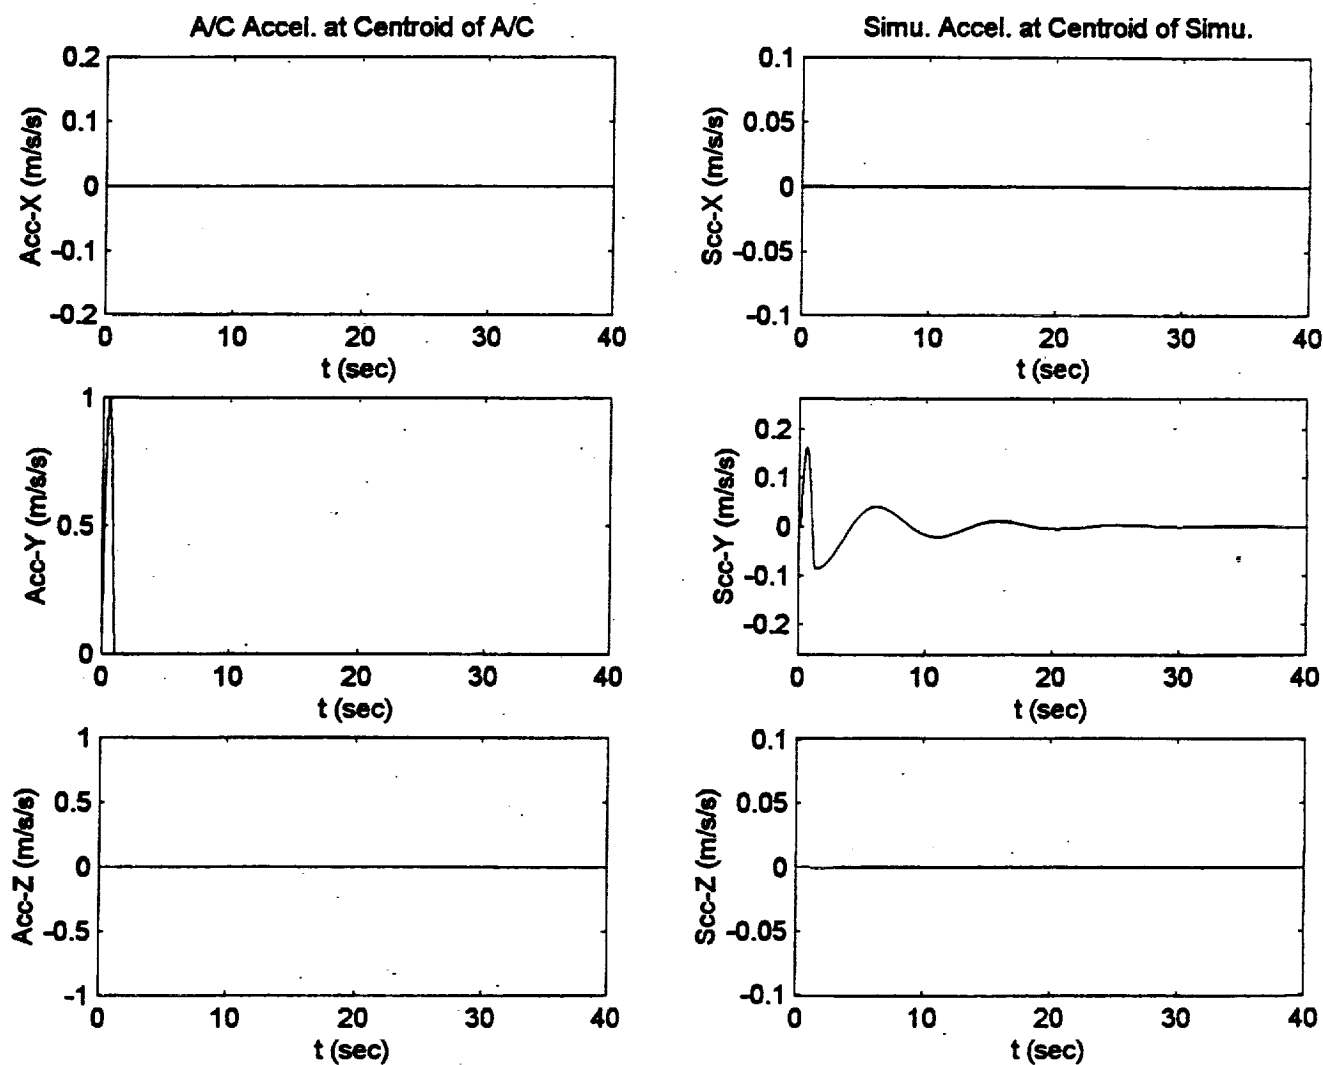 A/C Accel. at Centroid of A/C
Acc-X (m/s/s)
0.2
0.1
0
-0.1
-0.2
0 10 20 30 40
t (sec)
Simu. Accel. at Centroid of Simu.
Scc-X (m/s/s)
0.1
0.05
0
-0.05
-0.1
0 10 20 30 40
t (sec)
Acc-Y (m/s/s)
1
0.5
0
0 10 20 30 40
t (sec)
Scc-Y (m/s/s)
0.2
0.1
0
-0.1
-0.2
0 10 20 30 40
t (sec)
Acc-Z (m/s/s)
1
0.5
0
-0.5
-1
0 10 20 30 40
t (sec)
Scc-Z (m/s/s)
0.1
0.05
0
-0.05
-0.1
0 10 20 30 40
t (sec)